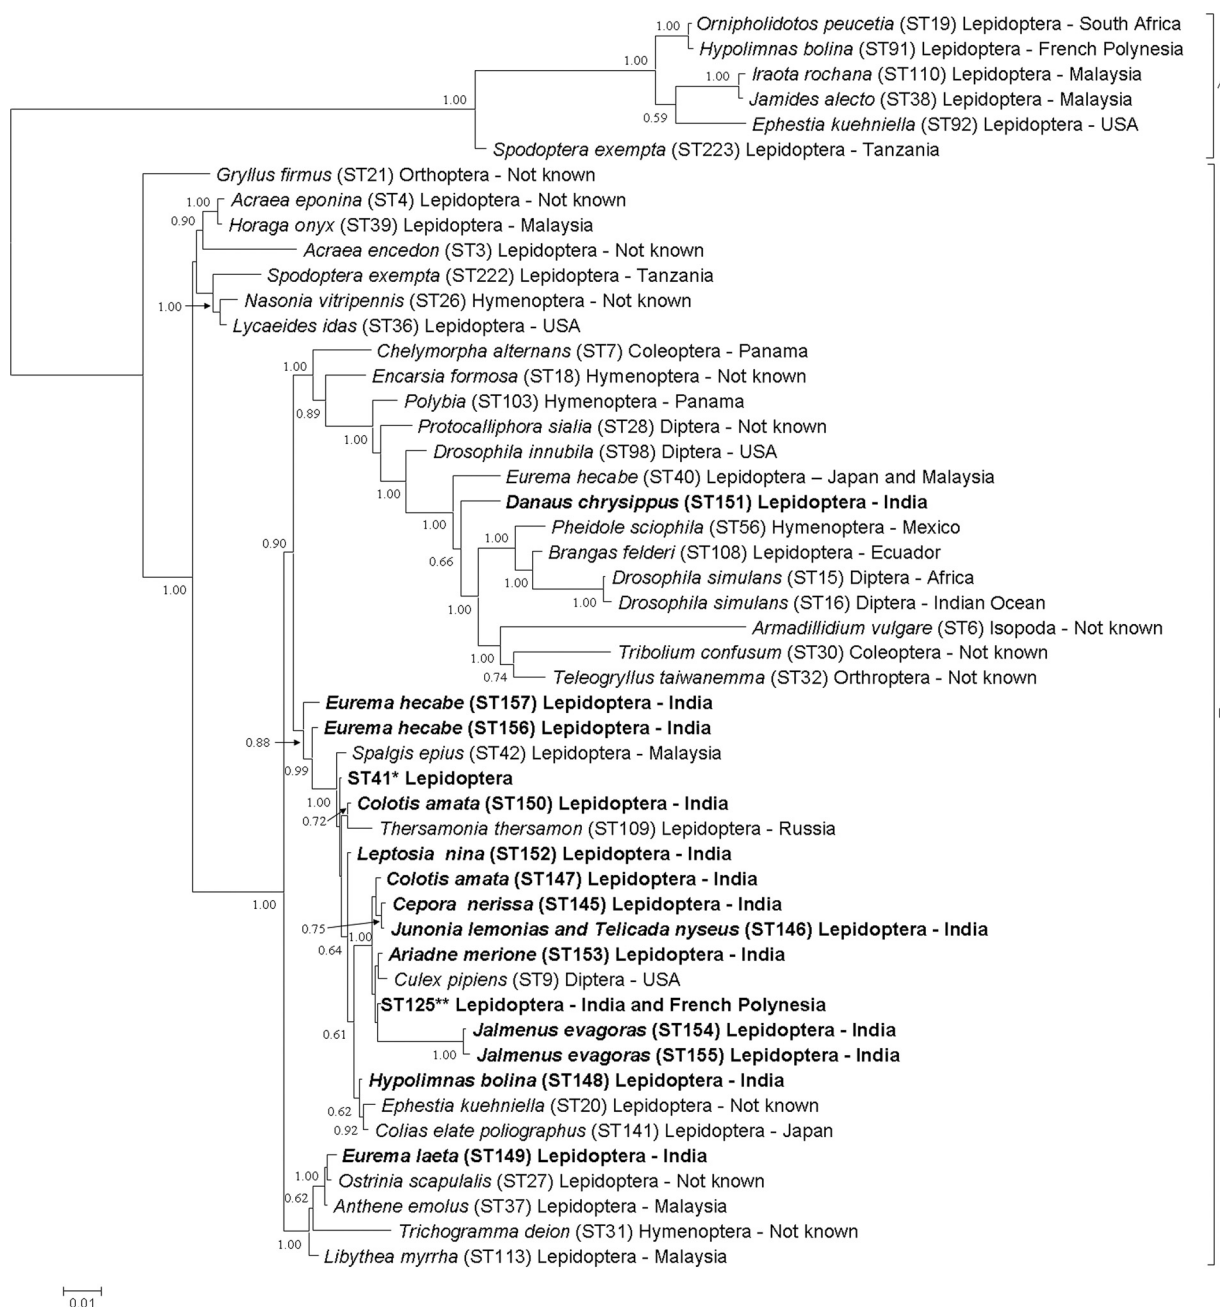 1.00 Ornipholidotos peucetia (ST19) Lepidoptera - South Africa
Hypolimnas bolina (ST91) Lepidoptera - French Polynesia
1.00
1.00 Iraota rochana (ST110) Lepidoptera - Malaysia
Jamides alecto (ST38) Lepidoptera - Malaysia
1.00
0.59 Ephestia kuehniella (ST92) Lepidoptera - USA
Spodoptera exempta (ST223) Lepidoptera - Tanzania
Gryllus firmus (ST21) Orthoptera - Not known
1.00 Acraea eponina (ST4) Lepidoptera - Not known
0.90
Horaga onyx (ST39) Lepidoptera - Malaysia
Acraea encedon (ST3) Lepidoptera - Not known
Spodoptera exempta (ST222) Lepidoptera - Tanzania
1.00 Nasonia vitripennis (ST26) Hymenoptera - Not known
Lycaeides idas (ST36) Lepidoptera - USA
Chelymorpha alternans (ST7) Coleoptera - Panama
1.00
Encarsia formosa (ST18) Hymenoptera - Not known
Polybia (ST103) Hymenoptera - Panama
0.89
Protocalliphora sialia (ST28) Diptera - Not known
1.00
Drosophila innubila (ST98) Diptera - USA
Eurema hecabe (ST40) Lepidoptera – Japan and Malaysia
1.00
Danaus chrysippus (ST151) Lepidoptera - India
1.00 Pheidole sciophila (ST56) Hymenoptera - Mexico
1.00
0.90 Brangas felderi (ST108) Lepidoptera - Ecuador
0.66
Drosophila simulans (ST15) Diptera - Africa
1.00
1.00
1.00 1.00 Drosophila simulans (ST16) Diptera - Indian Ocean
Armadillidium vulgare (ST6) Isopoda - Not known
Tribolium confusum (ST30) Coleoptera - Not known
1.00
0.74 Teleogryllus taiwanemma (ST32) Orthroptera - Not known
Eurema hecabe (ST157) Lepidoptera - India
Eurema hecabe (ST156) Lepidoptera - India
0.88
Spalgis epius (ST42) Lepidoptera - Malaysia
0.99 ST41* Lepidoptera
1.00 Colotis amata (ST150) Lepidoptera - India
0.72
Thersamonia thersamon (ST109) Lepidoptera - Russia
Leptosia nina (ST152) Lepidoptera - India
Colotis amata (ST147) Lepidoptera - India
1.00 Cepora nerissa (ST145) Lepidoptera - India
0.75 Junonia lemonias and Telicada nyseus (ST146) Lepidoptera - India
1.00
0.64 Ariadne merione (ST153) Lepidoptera - India
Culex pipiens (ST9) Diptera - USA
ST125** Lepidoptera - India and French Polynesia
0.61 Jalmenus evagoras (ST154) Lepidoptera - India
1.00 Jalmenus evagoras (ST155) Lepidoptera - India
Hypolimnas bolina (ST148) Lepidoptera - India
0.62 Ephestia kuehniella (ST20) Lepidoptera - Not known
0.92 Colias elate poliographus (ST141) Lepidoptera - Japan
Eurema laeta (ST149) Lepidoptera - India
1.00 Ostrinia scapulalis (ST27) Lepidoptera - Not known
0.62 Anthene emolus (ST37) Lepidoptera - Malaysia
Trichogramma deion (ST31) Hymenoptera - Not known
1.00
Libythea myrrha (ST113) Lepidoptera - Malaysia
0.01